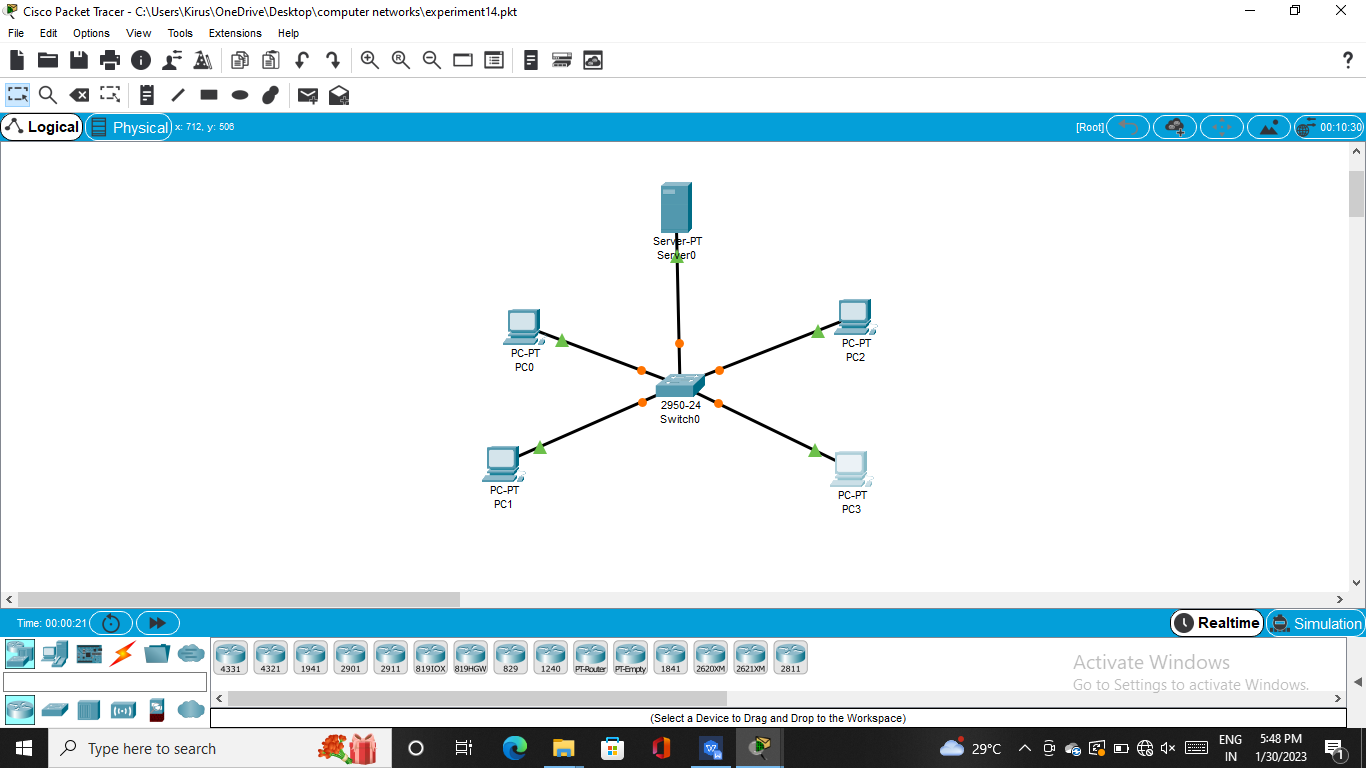 Cisco Packet Tracer - C:\Users\Kirus\OneDrive\Desktop\computer networks\experiment14.pkt
File Edit Options View Tools Extensions Help
Logical Physical x: 712, y: 506 [Root] 00:10:30
Server-PT
Server0
PC-PT
PC0
PC-PT
PC2
2950-24
Switch0
PC-PT
PC1
PC-PT
PC3
Time: 00:00:21 Realtime Simulation
4331 4321 1941 2901 2911 819IOX 819HGW 829 1240 PT-Router PT-Empty 1841 2620XM 2621XM 2811
Activate Windows
Go to Settings to activate Windows.
(Select a Device to Drag and Drop to the Workspace)
Type here to search
29°C
ENG
IN
5:48 PM
1/30/2023
1